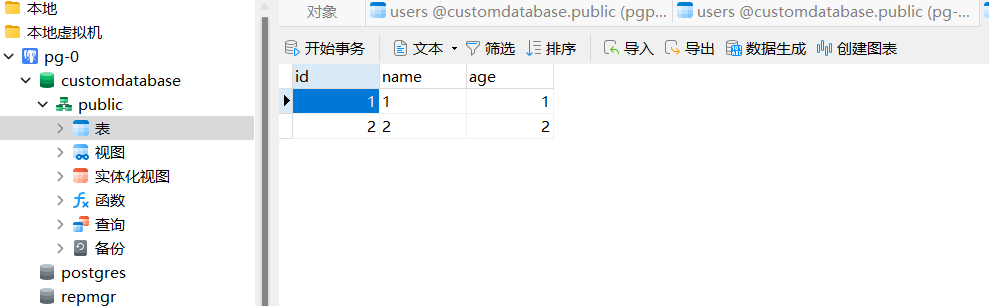 本地
本地虚拟机
pg-0
customdatabase
public
表
视图
实体化视图
函数
查询
备份
postgres
repmgr
对象
users @customdatabase.public (pgp...
users @customdatabase.public (pg-...
开始事务 文本 筛选 排序 导入 导出 数据生成 创建图表
id name age
1 1 1
2 2 2